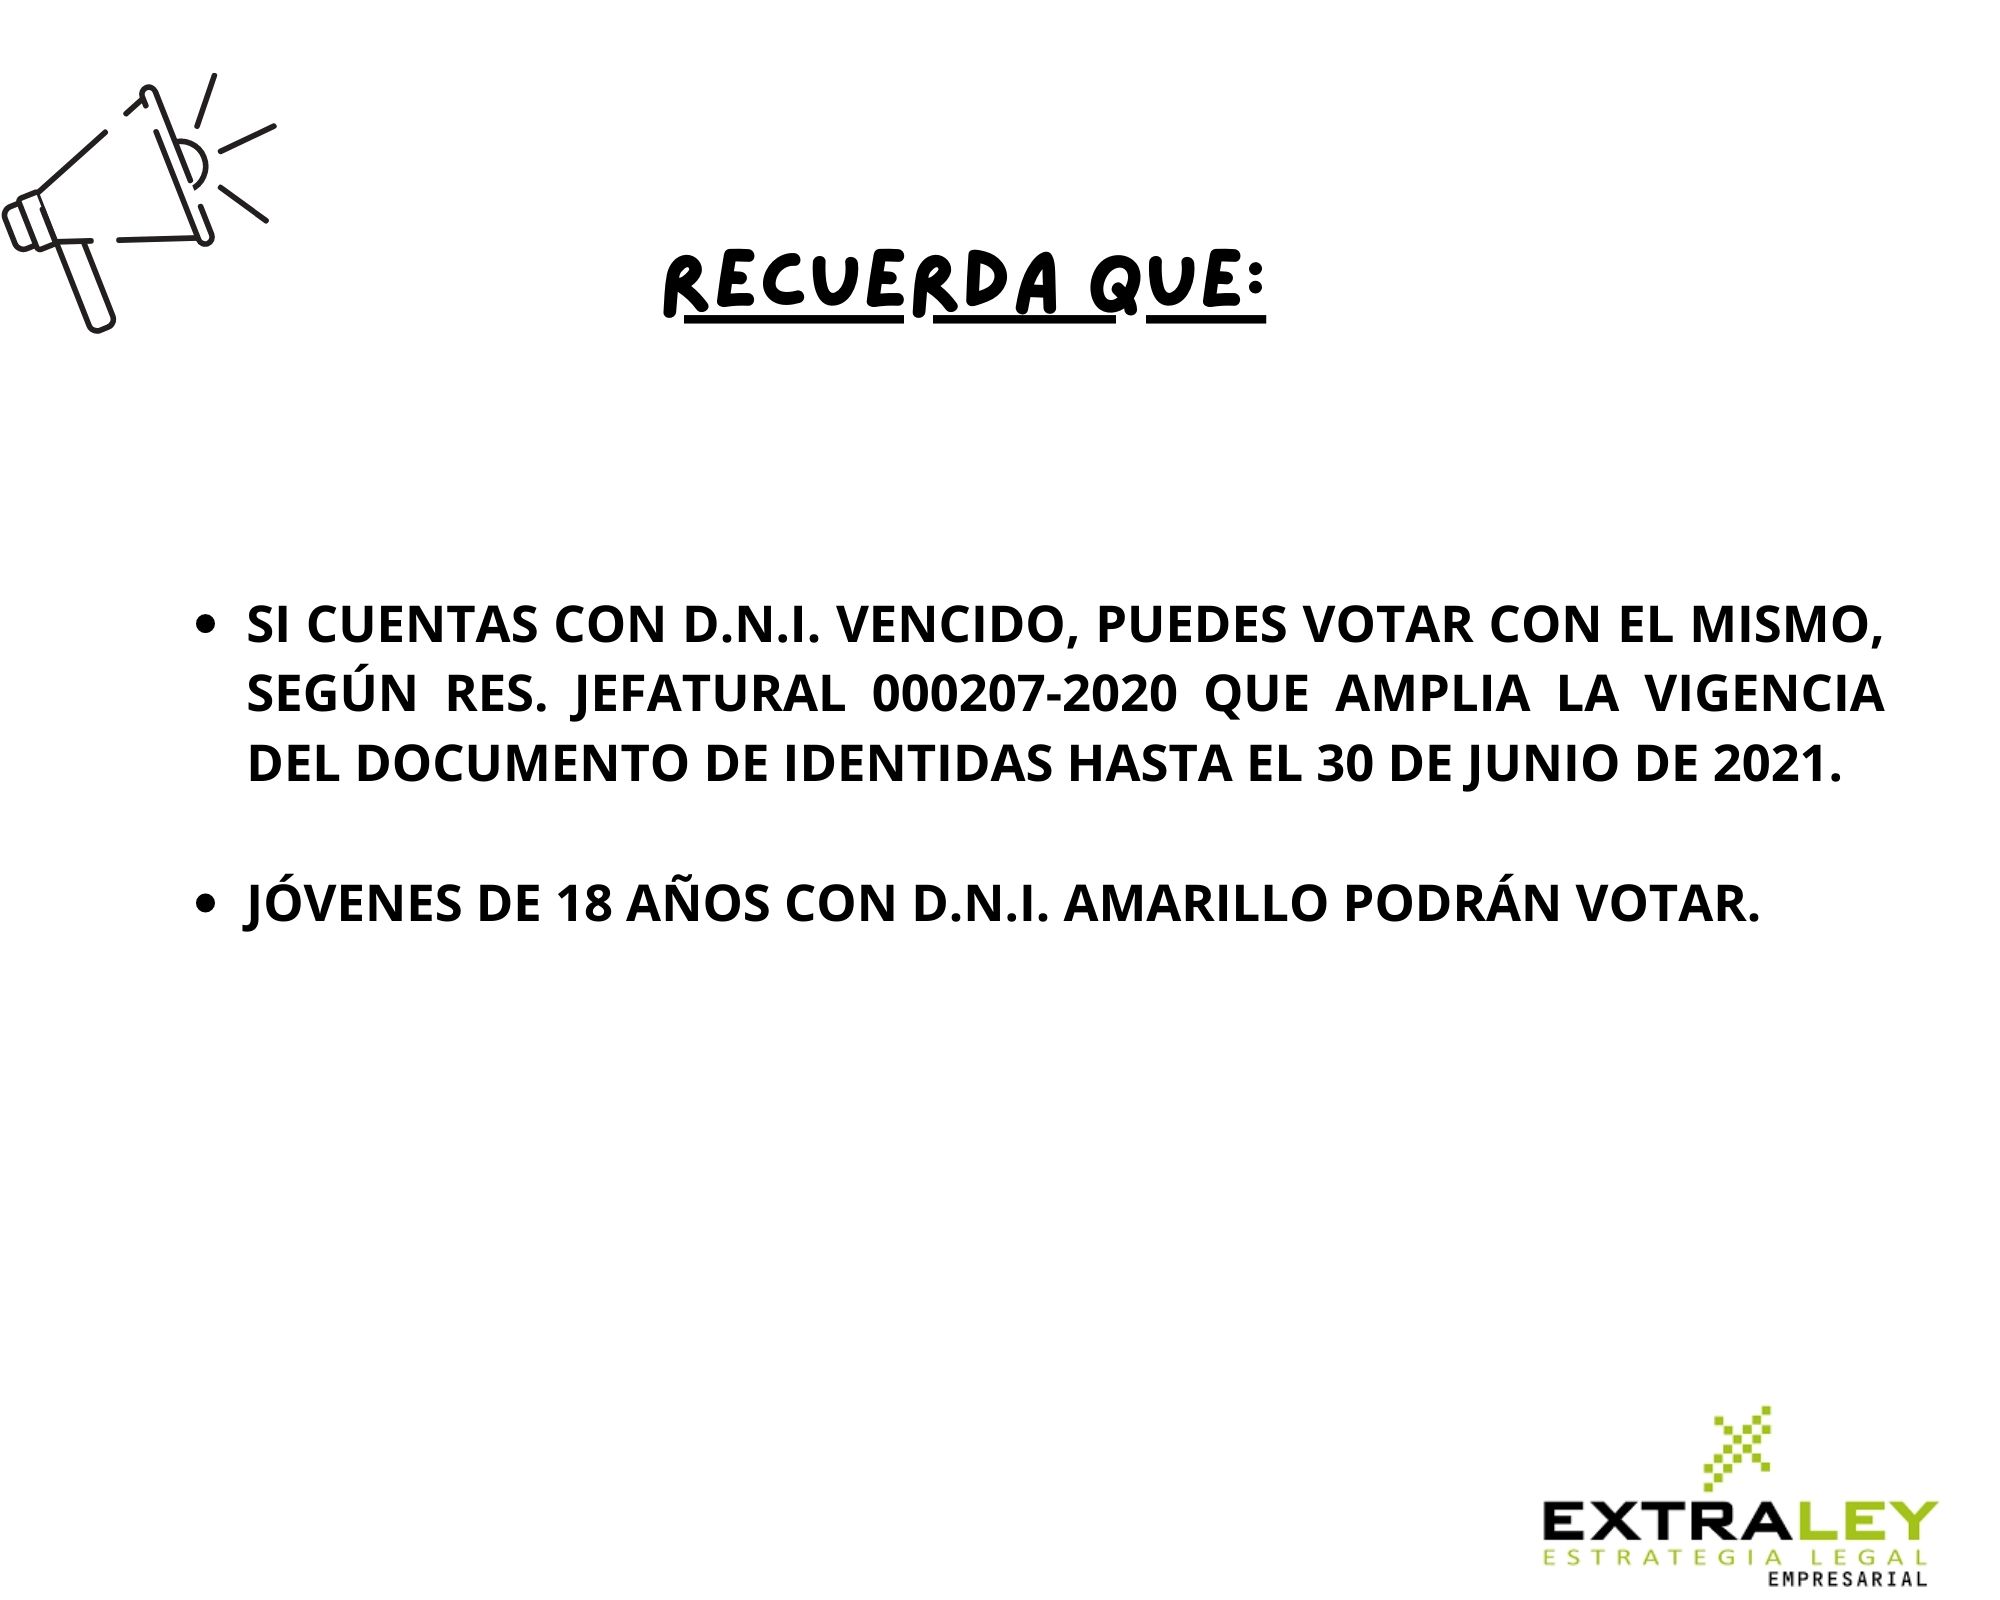 RECUERDA QUE:
• SI CUENTAS CON D.N.I. VENCIDO, PUEDES VOTAR CON EL MISMO,
SEGÚN RES. JEFATURAL 000207-2020 QUE AMPLIA LA VIGENCIA
DEL DOCUMENTO DE IDENTIDAS HASTA EL 30 DE JUNIO DE 2021.
• JÓVENES DE 18 AÑOS CON D.N.I. AMARILLO PODRÁN VOTAR.
EXTRALEY
ESTRATEGIA LEGAL
EMPRESARIAL